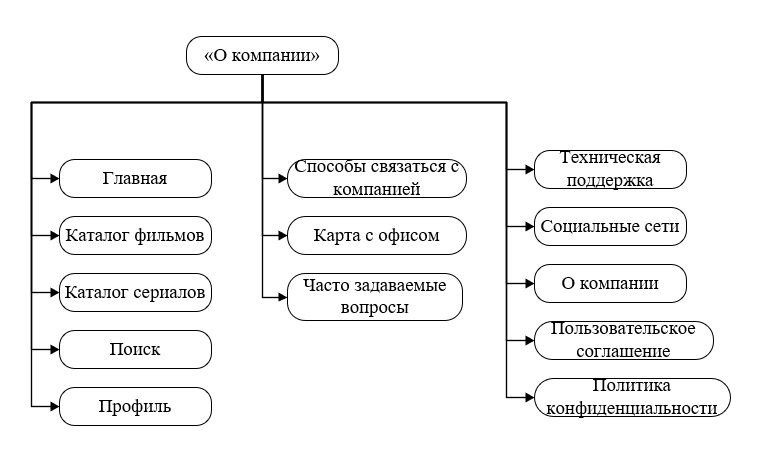 «О компании»
Главная
Каталог фильмов
Каталог сериалов
Поиск
Профиль
Способы связаться с
компанией
Карта с офисом
Часто задаваемые
вопросы
Техническая
поддержка
Социальные сети
О компании
Пользовательское
соглашение
Политика
конфиденциальности